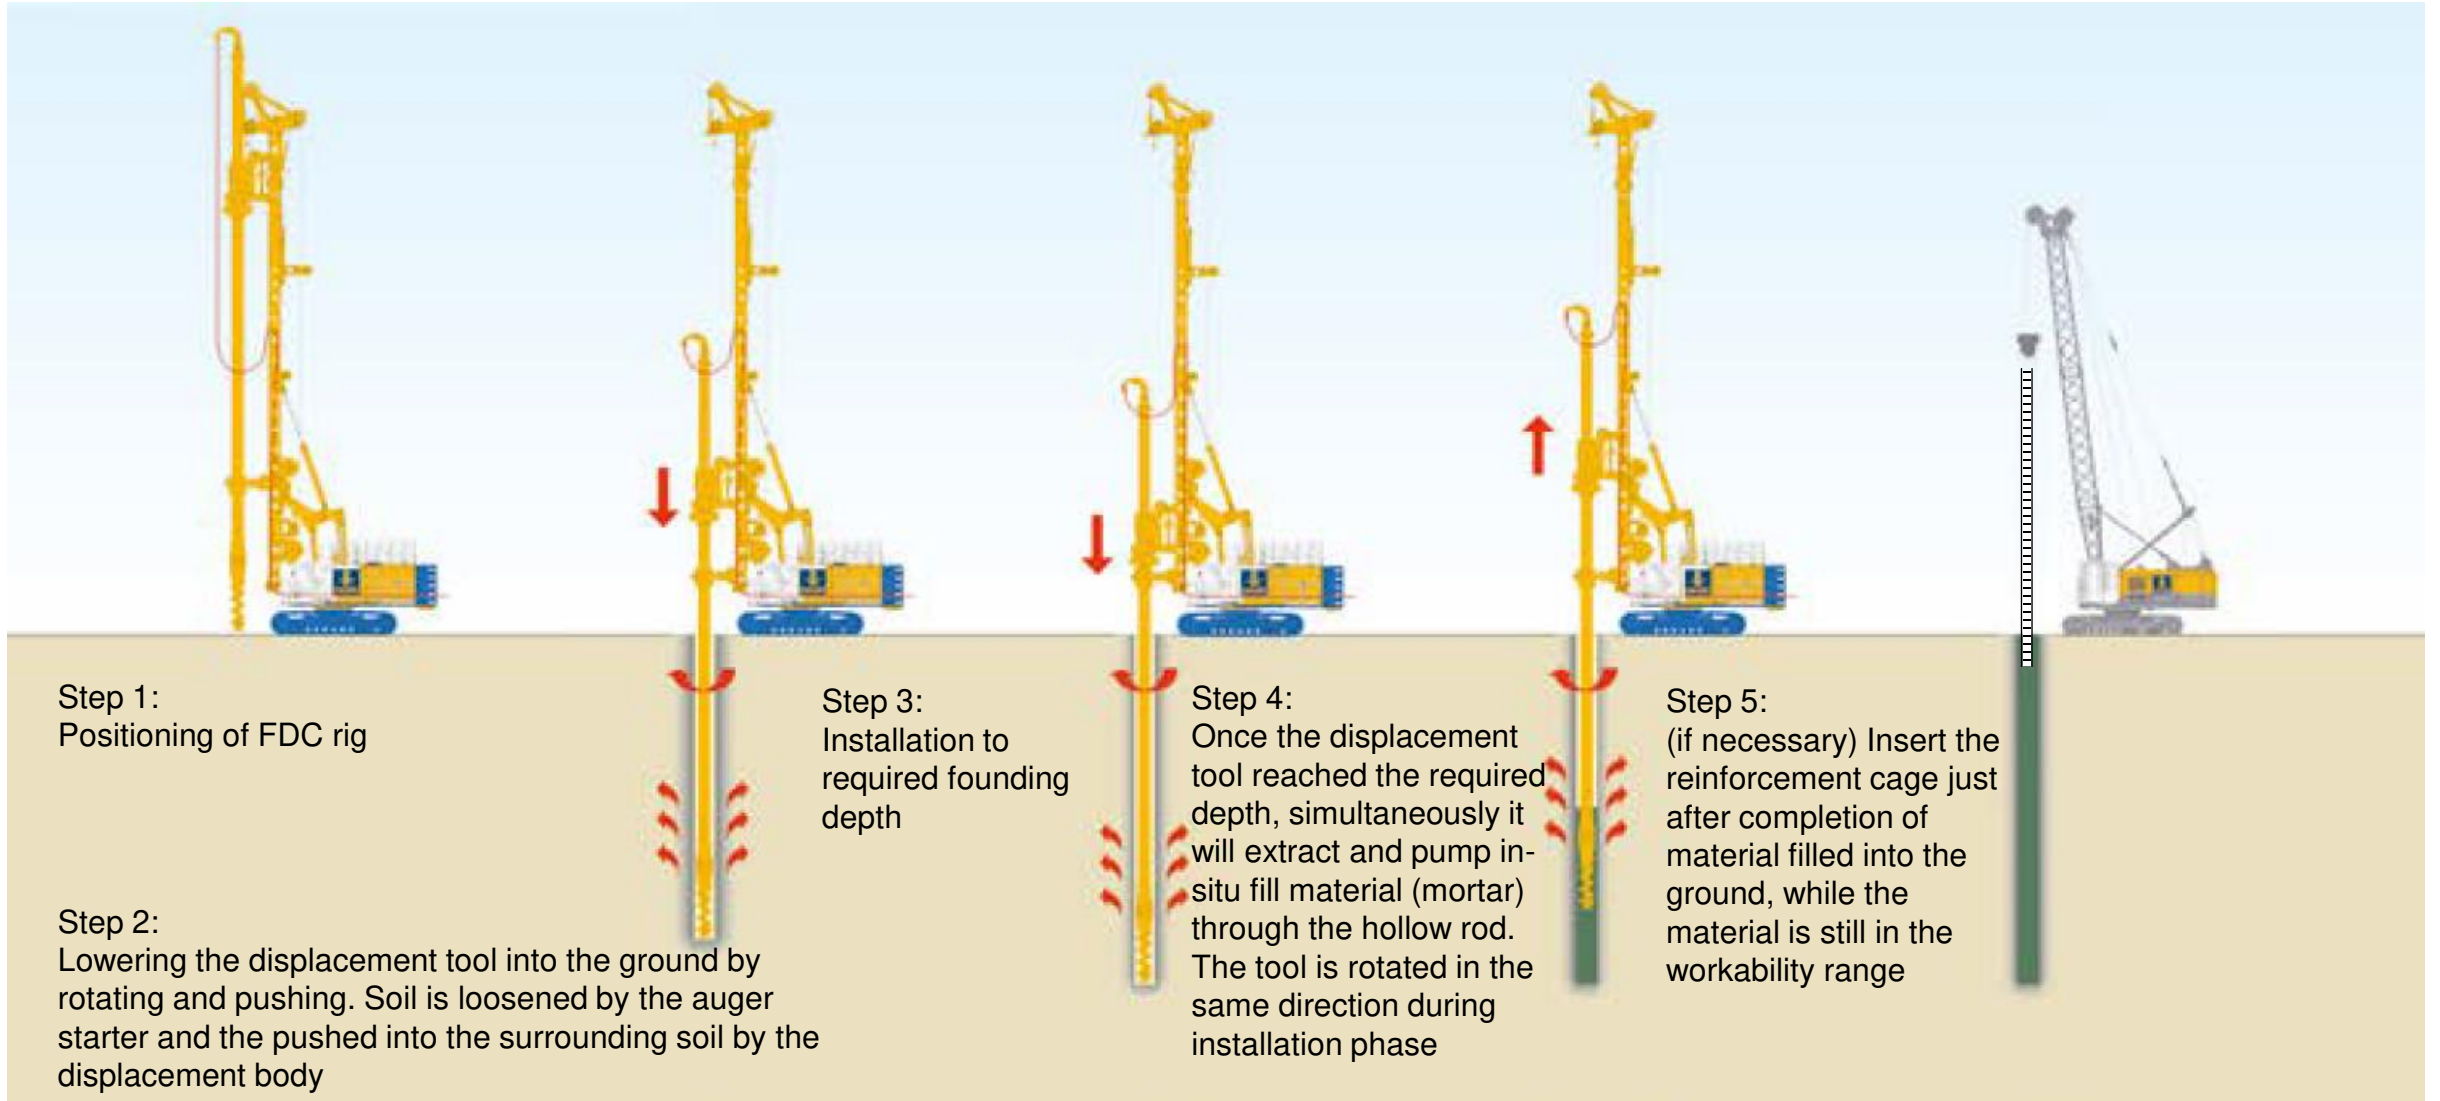 Step 1:
Positioning of FDC rig
Step 2:
Lowering the displacement tool into the ground by
rotating and pushing. Soil is loosened by the auger
starter and the pushed into the surrounding soil by the
displacement body
Step 3:
Installation to
required founding
depth
Step 4:
Once the displacement
tool reached the required
depth, simultaneously it
will extract and pump in-
situ fill material (mortar)
through the hollow rod.
The tool is rotated in the
same direction during
installation phase
Step 5:
(if necessary) Insert the
reinforcement cage just
after completion of
material filled into the
ground, while the
material is still in the
workability range